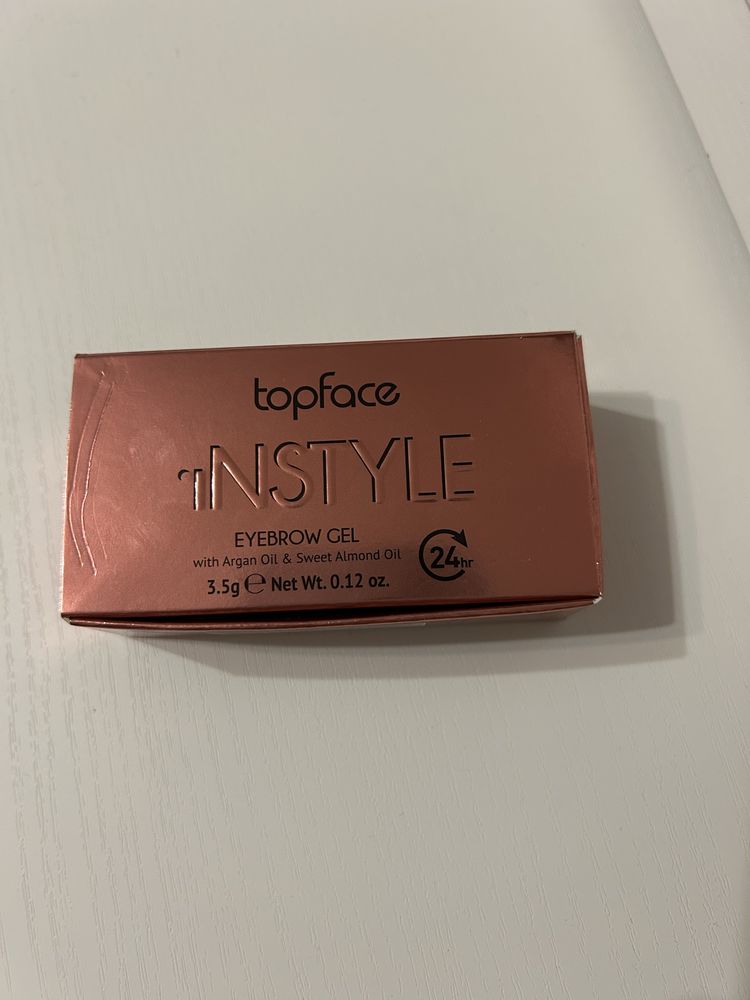 topface
INSTYLE
EYEBROW GEL
with Argan Oil & Sweet Almond Oil
24hr
3.5g ℮ Net Wt. 0.12 oz.